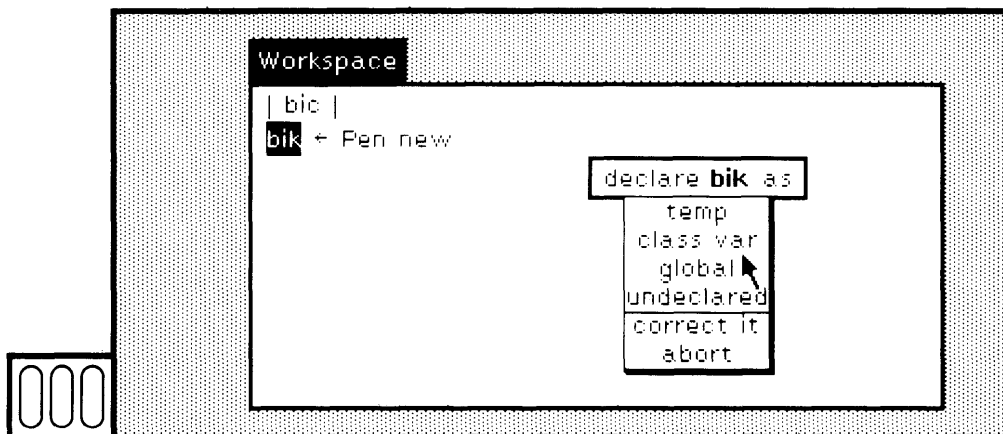 Workspace
| bic |
bik ← Pen new
declare bik as
temp
class var
global
undeclared
correct it
abort